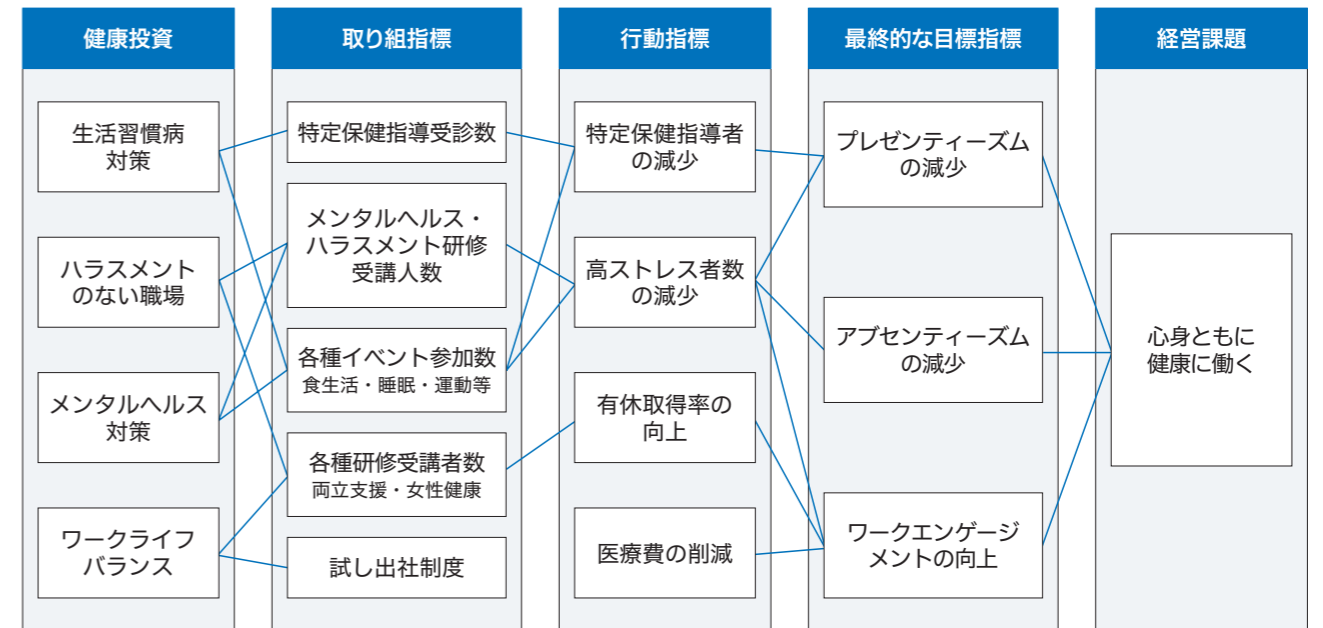 健康投資
生活習慣病
対策
ハラスメント
のない職場
メンタルヘルス
対策
ワークライフ
バランス
取り組指標
特定保健指導受診数
メンタルヘルス・
ハラスメント研修
受講人数
各種イベント参加数
食生活・睡眠・運動等
各種研修受講者数
両立支援・女性健康
試し出社制度
行動指標
特定保健指導者
の減少
高ストレス者数
の減少
有休取得率の
向上
医療費の削減
最終的な目標指標
プレゼンティーズム
の減少
アブセンティーズム
の減少
ワークエンゲージ
メントの向上
経営課題
心身ともに
健康に働く